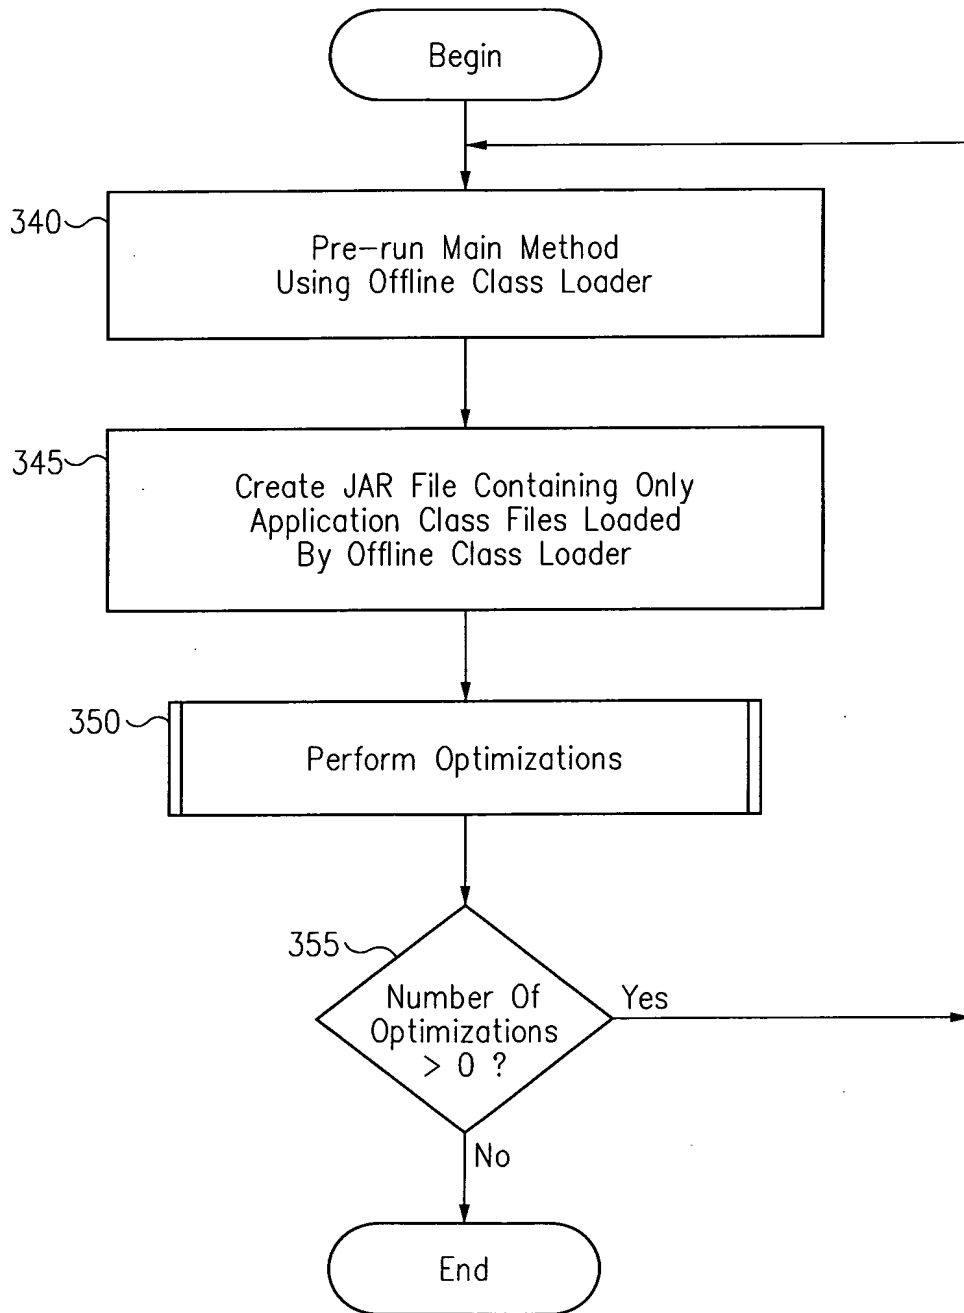 Begin
340
Pre-run Main Method
Using Offline Class Loader
345
Create JAR File Containing Only
Application Class Files Loaded
By Offline Class Loader
350
Perform Optimizations
355
Number Of
Optimizations
> 0 ?
Yes
No
End